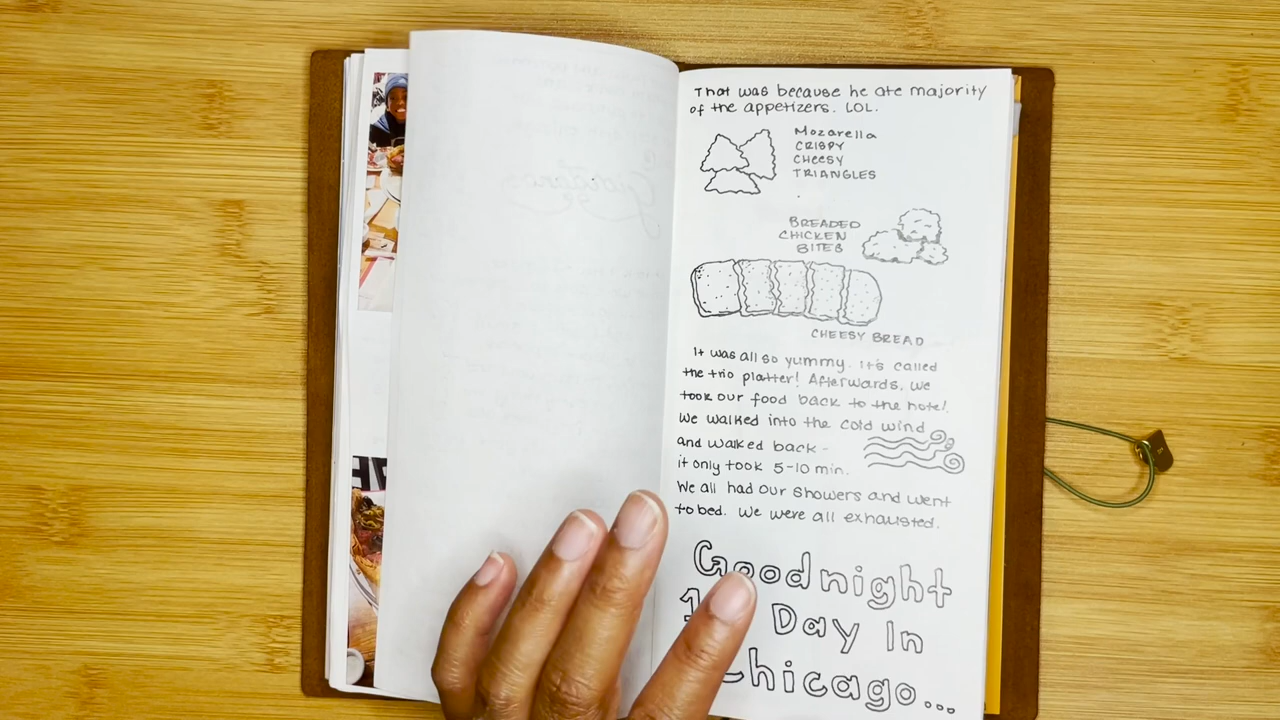 That was because he ate majority
of the appetizers. LOL.
Mozarella
CRISPY
CHEESY
TRIANGLES
BREADED
CHICKEN
BITES
CHEESY BREAD
It was all so yummy. It's called
the trio platter! Afterwards, we
took our food back to the hotel.
We walked into the cold wind
and walked back -
it only took 5-10 min.
We all had our showers and went
to bed. We were all exhausted.
Goodnight
Day In
Chicago...